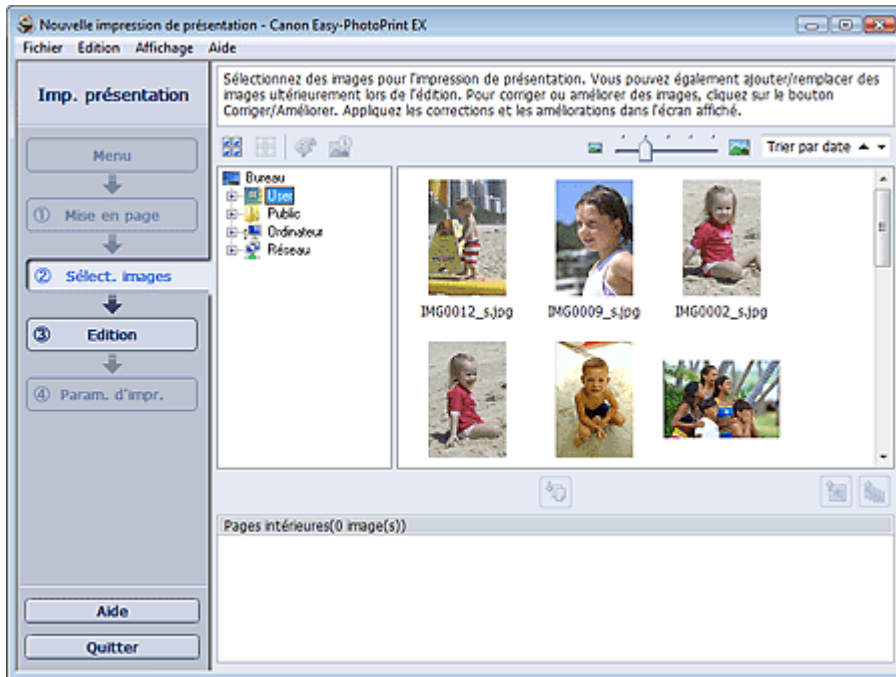 Nouvelle impression de présentation - Canon Easy-PhotoPrint EX
Fichier Edition Affichage Aide
Imp. présentation
Menu
① Mise en page
② Sélect. images
③ Edition
④ Param. d'impr.
Aide
Quitter
Sélectionnez des images pour l'impression de présentation. Vous pouvez également ajouter/remplacer des
images ultérieurement lors de l'édition. Pour corriger ou améliorer des images, cliquez sur le bouton
Corriger/Améliorer. Appliquez les corrections et les améliorations dans l'écran affiché.
Trier par date
Bureau
User
Public
Ordinateur
Réseau
IMG0012_s.jpg IMG0009_s.jpg IMG0002_s.jpg
Pages intérieures(0 image(s))